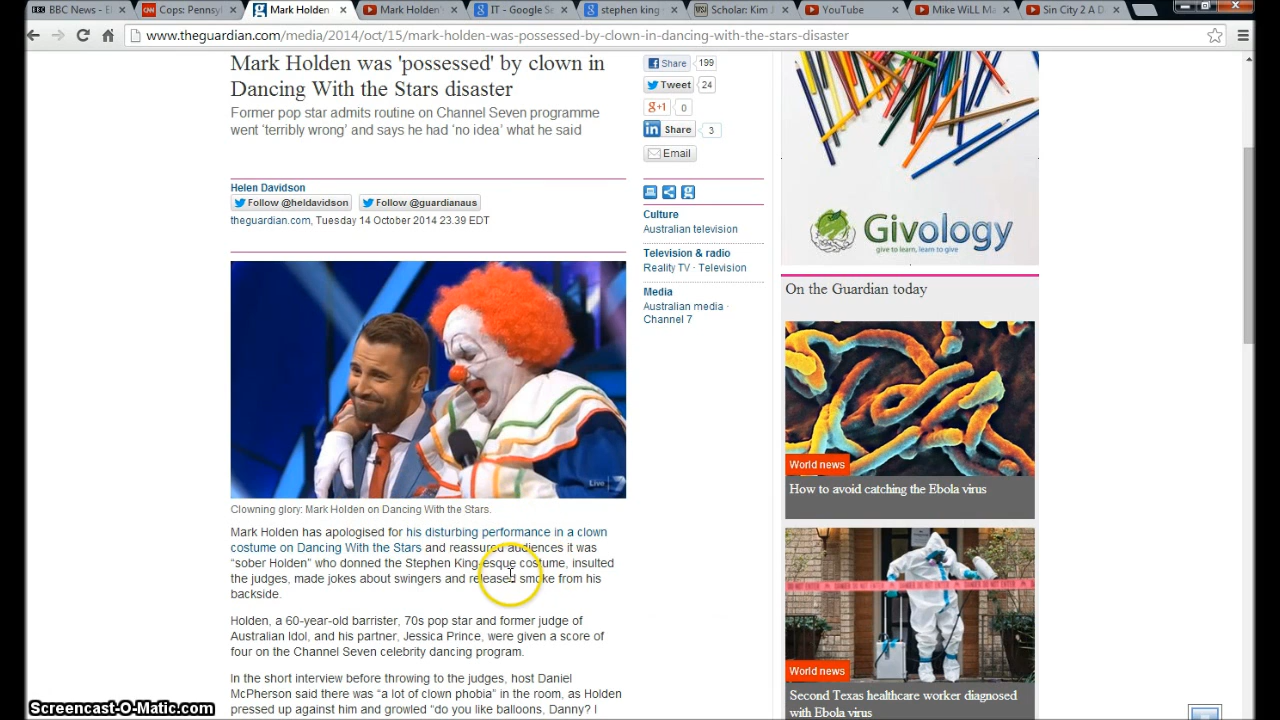 BBC News - B
Cops: Pennsyl
Mark Holden
Mark Holden'
IT - Google Se
stephen king
Scholar: Kim J
YouTube
Mike WiLL Ma
Sin City 2 A D
www.theguardian.com/media/2014/oct/15/mark-holden-was-possessed-by-clown-in-dancing-with-the-stars-disaster
Mark Holden was 'possessed' by clown in
Dancing With the Stars disaster
Former pop star admits routine on Channel Seven programme
went 'terribly wrong' and says he had 'no idea' what he said
Helen Davidson
Follow @heldavidson
Follow @guardianaus
theguardian.com, Tuesday 14 October 2014 23.39 EDT
Live
Clowning glory: Mark Holden on Dancing With the Stars.
Mark Holden has apologised for his disturbing performance in a clown
costume on Dancing With the Stars and reassured audiences it was
“sober Holden” who donned the Stephen King-esque costume, insulted
the judges, made jokes about swingers and released smoke from his
backside.
Holden, a 60-year-old barrister, 70s pop star and former judge of
Australian Idol, and his partner, Jessica Prince, were given a score of
four on the Channel Seven celebrity dancing program.
In the short interview before throwing to the judges, host Daniel
McPherson said there was “a lot of clown phobia” in the room, as Holden
pressed up against him and growled “do you like balloons, Danny? I
Share 199
Tweet 24
g+1 0
in Share 3
Email
Culture
Australian television
Television & radio
Reality TV · Television
Media
Australian media ·
Channel 7
Givology
give to learn, learn to give
On the Guardian today
World news
How to avoid catching the Ebola virus
World news
Second Texas healthcare worker diagnosed
with Ebola virus
Screencast-O-Matic.com